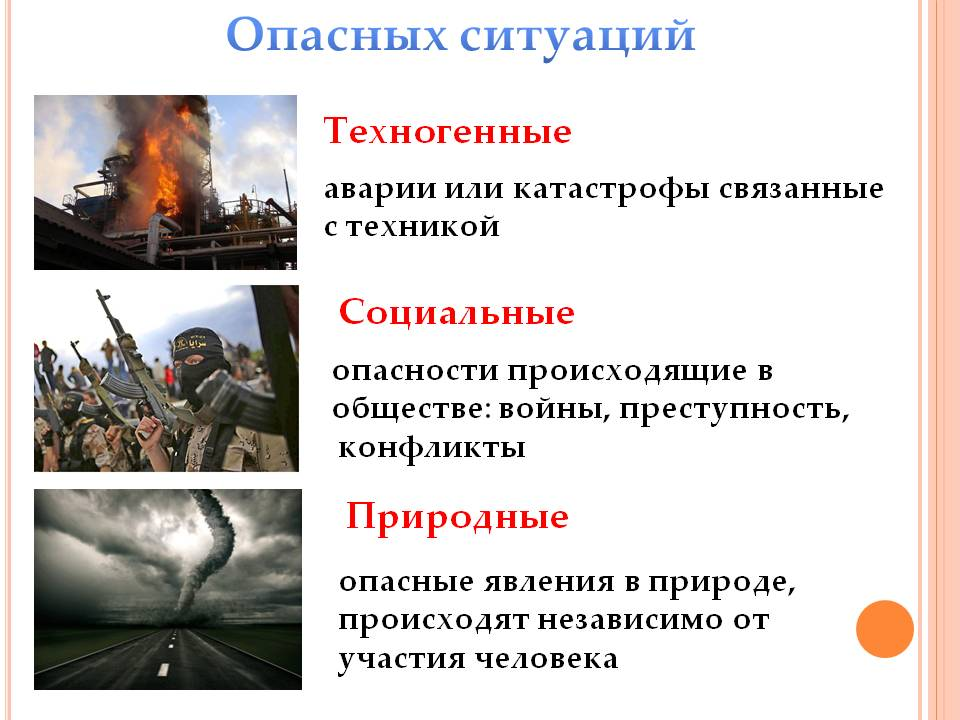 Опасных ситуаций
Техногенные
аварии или катастрофы связанные
с техникой
Социальные
опасности происходящие в
обществе: войны, преступность,
конфликты
Природные
опасные явления в природе,
происходят независимо от
участия человека